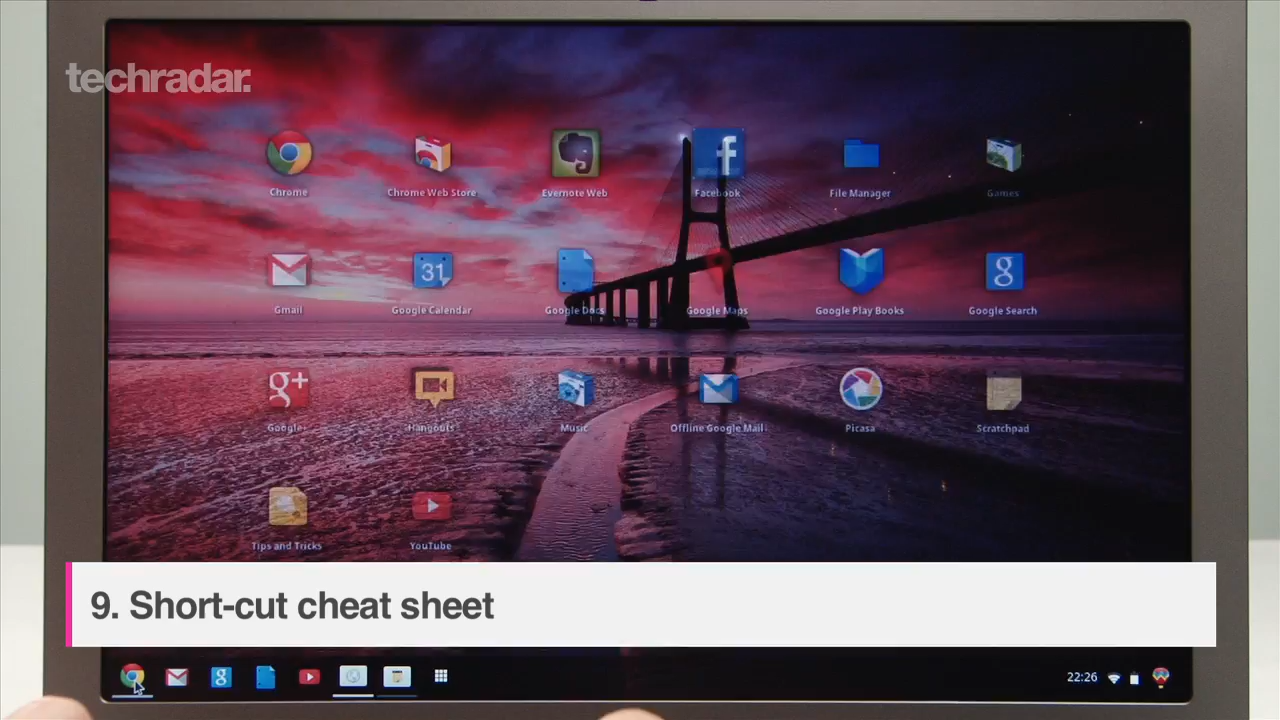 techradar.
Chrome
Chrome Web Store
Evernote Web
Facebook
File Manager
Games
Gmail
31
Google Calendar
Google Docs
Google Maps
Google Play Books
Google Search
Google+
Hangouts
Music
Offline Google Mail
Picasa
Scratchpad
Tips and Tricks
YouTube
9. Short-cut cheat sheet
22:26